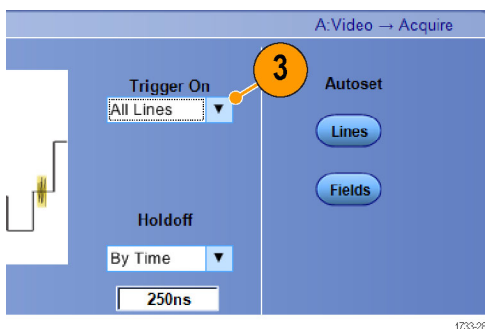 A:Video → Acquire
3
Trigger On
All Lines
Autoset
Lines
Fields
Holdoff
By Time
250ns